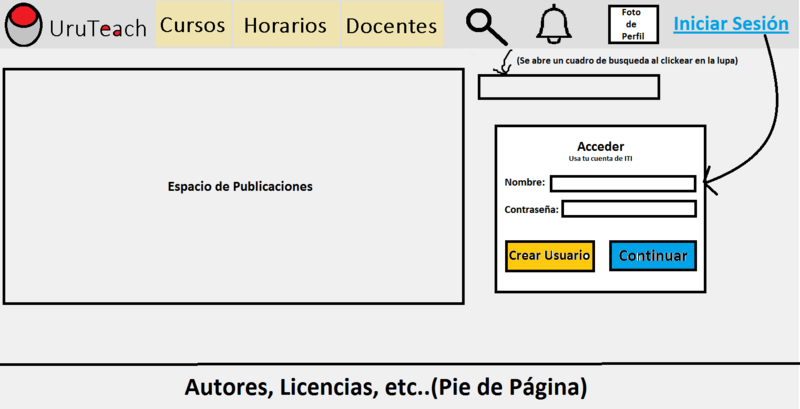 UruTeach
Cursos
Horarios
Docentes
Foto
de
Perfil
Iniciar Sesión
(Se abre un cuadro de busqueda al clickear en la lupa)
Espacio de Publicaciones
Acceder
Usa tu cuenta de ITI
Nombre:
Contraseña:
Crear Usuario
Continuar
Autores, Licencias, etc..(Pie de Página)